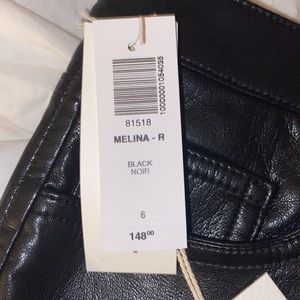 81518
10000001054035
MELINA - R
BLACK
NOIR
6
148.00